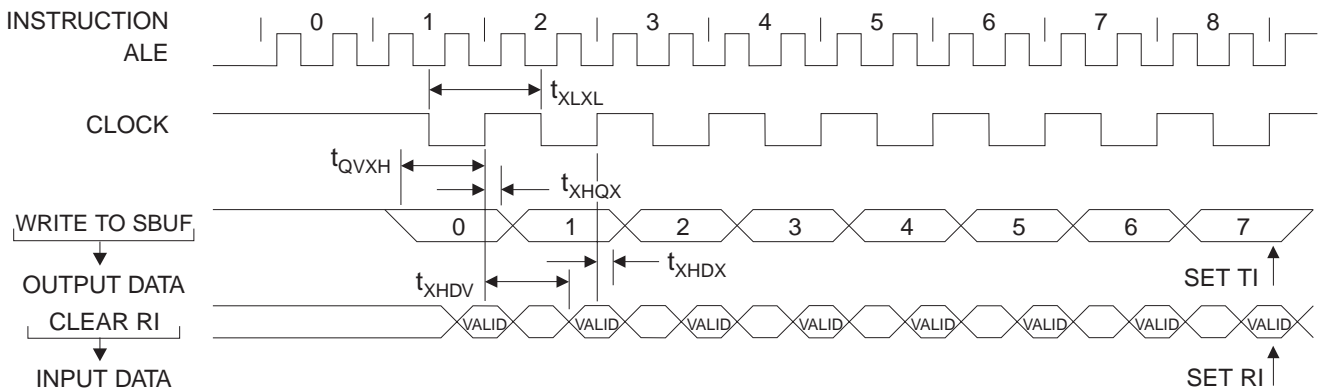 INSTRUCTION 0 1 2 3 4 5 6 7 8
ALE
tXLXL
CLOCK
tQVXH
tXHQX
WRITE TO SBUF 0 1 2 3 4 5 6 7
tXHDX
tXHDV
SET TI
OUTPUT DATA
CLEAR RI VALID VALID VALID VALID VALID VALID VALID VALID
INPUT DATA SET RI